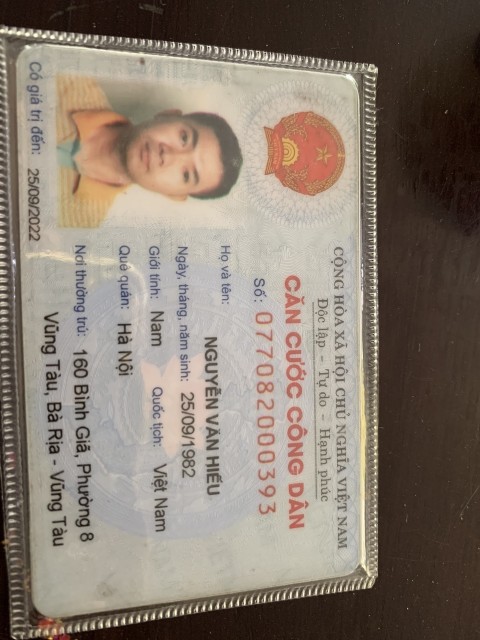 CỘNG HÒA XÃ HỘI CHỦ NGHĨA VIỆT NAM
Độc lập - Tự do - Hạnh phúc
CĂN CƯỚC CÔNG DÂN
Số: 077082000393
Họ và tên:
NGUYỄN VĂN HIẾU
Ngày, tháng, năm sinh: 25/09/1982
Giới tính: Nam Quốc tịch: Việt Nam
Quê quán: Hà Nội
Nơi thường trú: 160 Bình Giã, Phường 8
Vũng Tàu, Bà Rịa - Vũng Tàu
Có giá trị đến: 25/09/2022